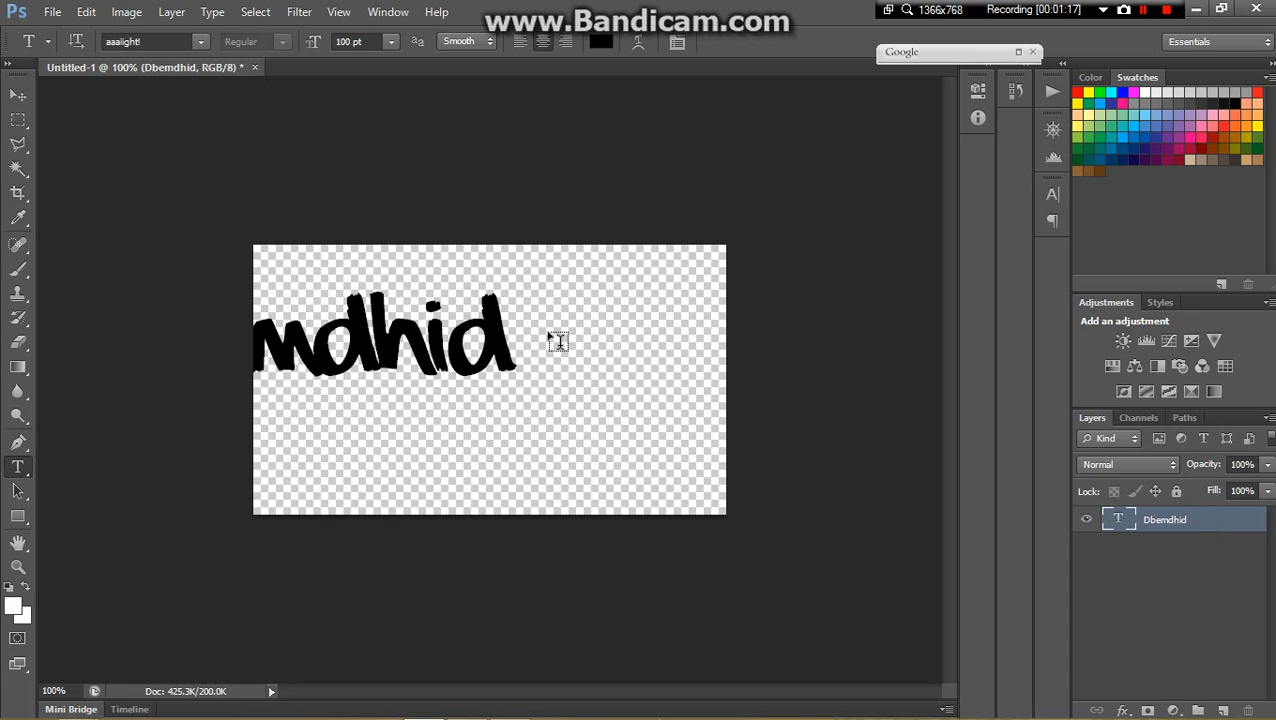 Ps File Edit Image Layer Type Select Filter View Window Help
www.Bandicam.com
1366x768 Recording [00:01:17]
T aaaiight! Regular 100 pt aa Smooth Essentials
Google
Untitled-1 @ 100% (Dbemdhid, RGB/8) *
Color Swatches
mdhid
Adjustments Styles
Add an adjustment
Layers Channels Paths
Kind
Normal Opacity: 100%
Lock: Fill: 100%
T Dbemdhid
100% Doc: 425.3K/200.0K
Mini Bridge Timeline